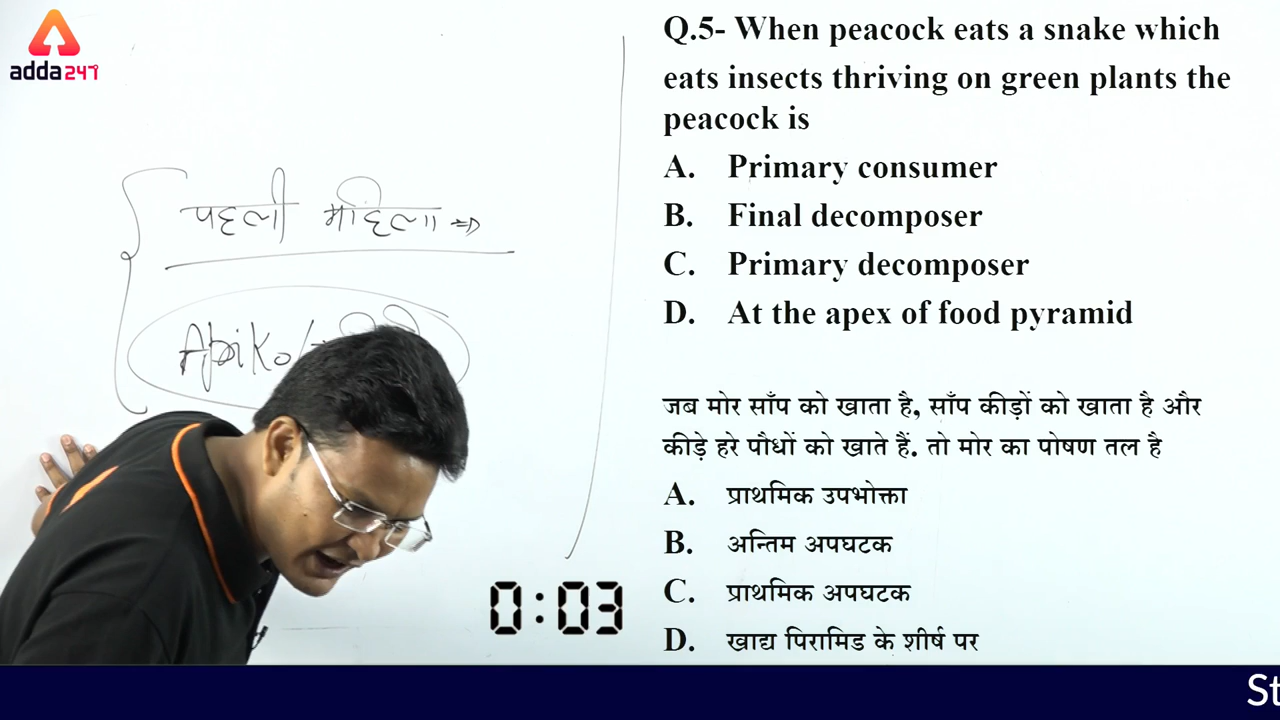 adda247
पहली महिला ⇒
Q.5- When peacock eats a snake which
eats insects thriving on green plants the
peacock is
A. Primary consumer
B. Final decomposer
C. Primary decomposer
D. At the apex of food pyramid
जब मोर साँप को खाता है, साँप कीड़ों को खाता है और
कीड़े हरे पौधों को खाते हैं. तो मोर का पोषण तल है
A. प्राथमिक उपभोक्ता
B. अन्तिम अपघटक
C. प्राथमिक अपघटक
D. खाद्य पिरामिड के शीर्ष पर
0:03
St